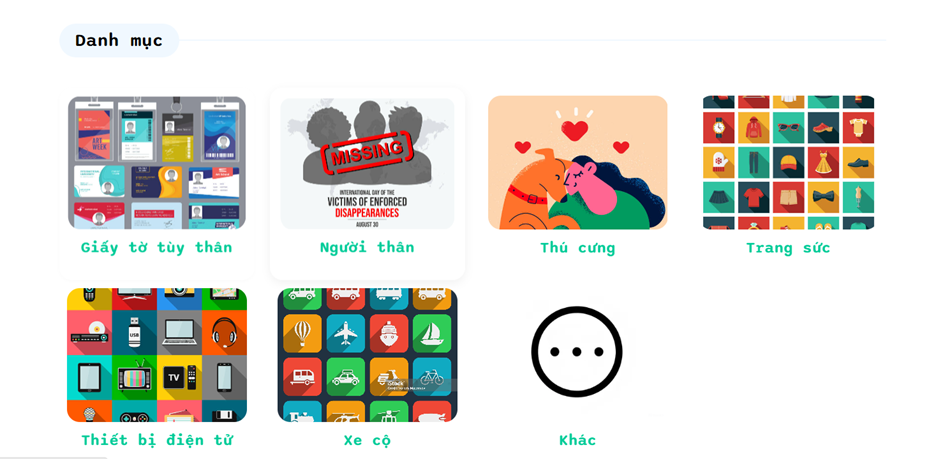 Danh mục
MISSING
INTERNATIONAL DAY OF THE
VICTIMS OF ENFORCED
DISAPPEARANCES
AUGUST 30
Giấy tờ tùy thân
Người thân
Thú cưng
Trang sức
USB
TV
iStock
Thiết bị điện tử
Xe cộ
Khác